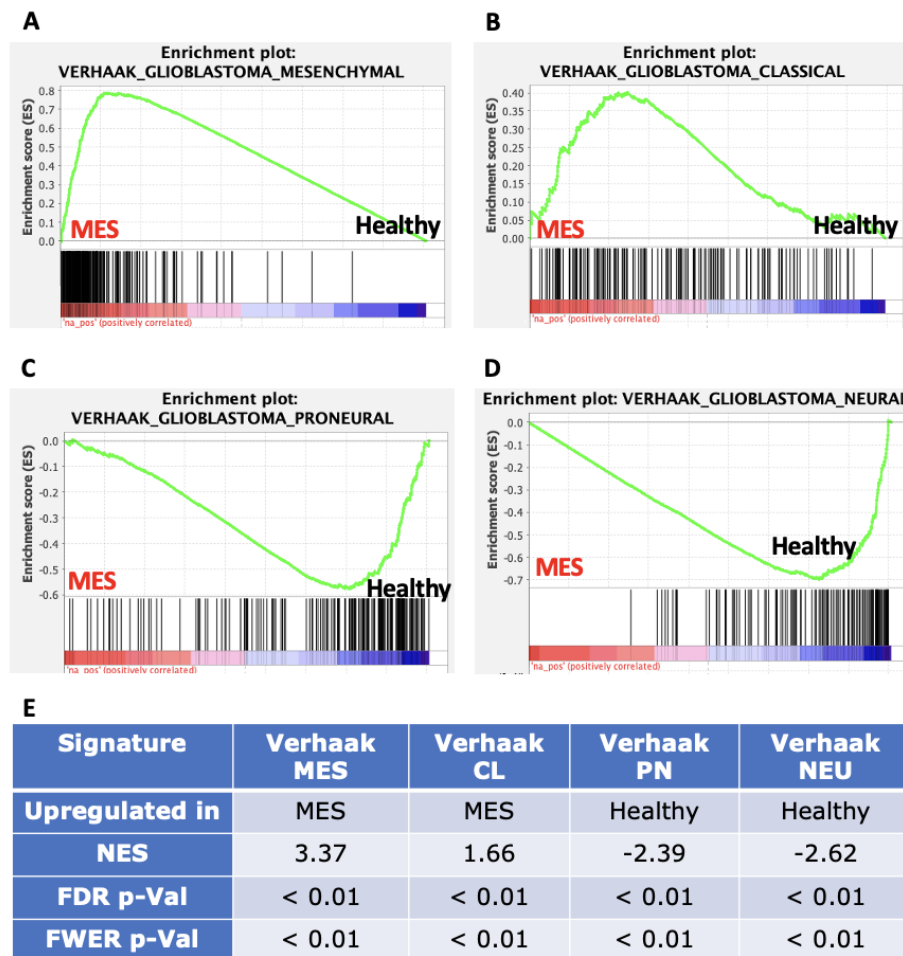 A
Enrichment plot:
VERHAAK_GLIOBLASTOMA_MESENCHYMAL
Enrichment score (ES)
0.8
0.7
0.6
0.5
0.4
0.3
0.2
0.1
0.0
MES
Healthy
'na_pos' (positively correlated)
B
Enrichment plot:
VERHAAK_GLIOBLASTOMA_CLASSICAL
Enrichment score (ES)
0.40
0.35
0.30
0.25
0.20
0.15
0.10
0.05
0.00
MES
Healthy
'na_pos' (positively correlated)
C
Enrichment plot:
VERHAAK_GLIOBLASTOMA_PRONEURAL
Enrichment score (ES)
0.0
-0.1
-0.2
-0.3
-0.4
-0.5
-0.6
MES
Healthy
'na_pos' (positively correlated)
D
Enrichment plot: VERHAAK_GLIOBLASTOMA_NEURAL
Enrichment score (ES)
0.0
-0.1
-0.2
-0.3
-0.4
-0.5
-0.6
-0.7
MES
Healthy
'na_pos' (positively correlated)
E
Signature Verhaak MES Verhaak CL Verhaak PN Verhaak NEU
Upregulated in MES MES Healthy Healthy
NES 3.37 1.66 -2.39 -2.62
FDR p-Val < 0.01 < 0.01 < 0.01 < 0.01
FWER p-Val < 0.01 < 0.01 < 0.01 < 0.01